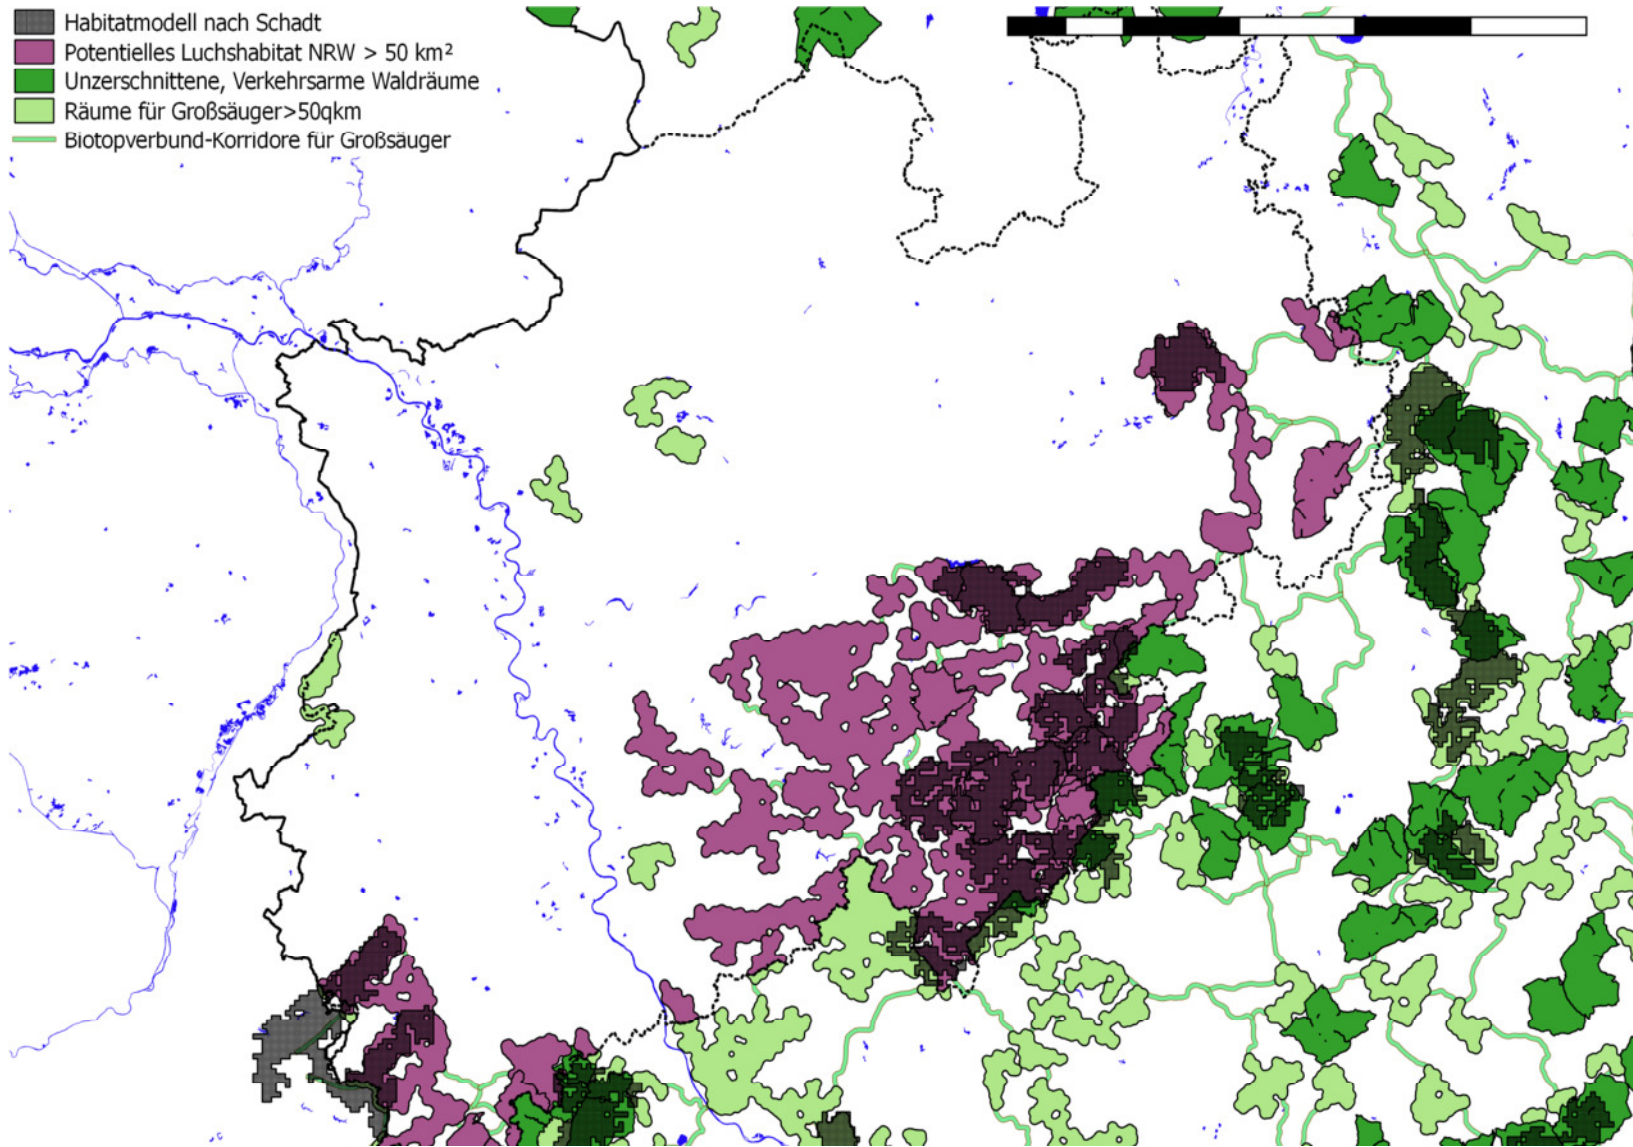 Habitatmodell nach Schadt
Potentielles Luchshabitat NRW > 50 km²
Unzerschnittene, Verkehrsarme Waldräume
Räume für Großsäuger>50qkm
Biotopverbund-Korridore für Großsäuger